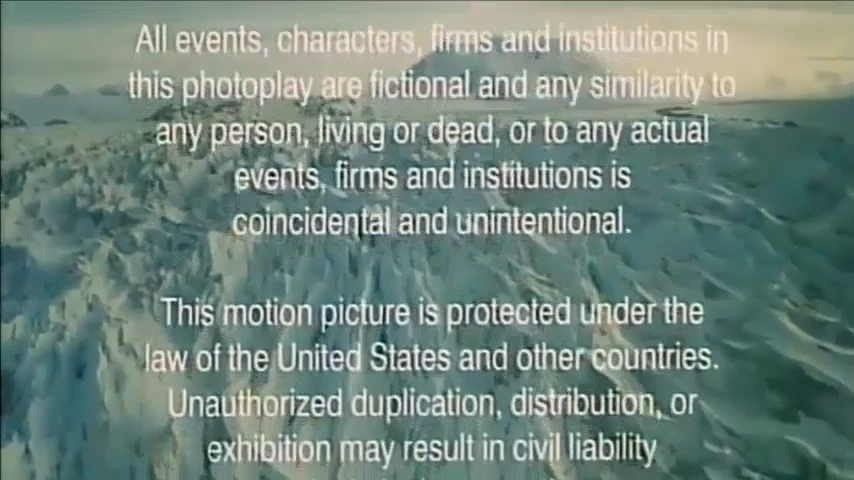 All events, characters, firms and institutions in
this photoplay are fictional and any similarity to
any person, living or dead, or to any actual
events, firms and institutions is
coincidental and unintentional.
This motion picture is protected under the
law of the United States and other countries.
Unauthorized duplication, distribution, or
exhibition may result in civil liability